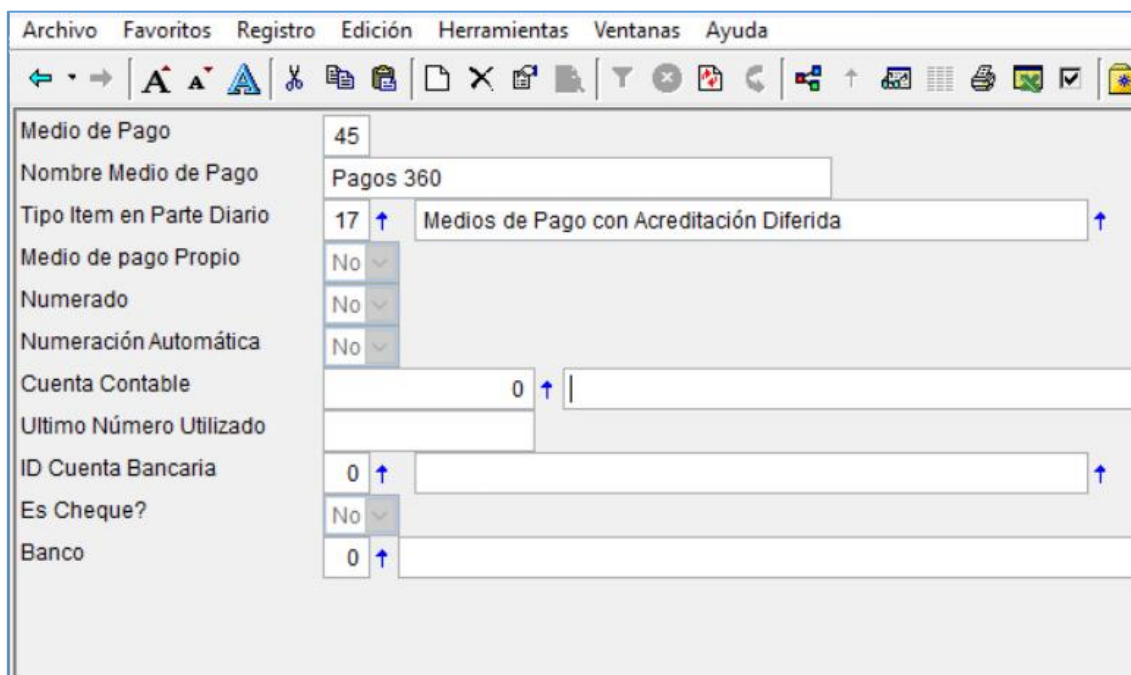 Archivo Favoritos Registro Edición Herramientas Ventanas Ayuda
Medio de Pago 45
Nombre Medio de Pago Pagos 360
Tipo Item en Parte Diario 17 Medios de Pago con Acreditación Diferida
Medio de pago Propio No
Numerado No
Numeración Automática No
Cuenta Contable 0
Ultimo Número Utilizado
ID Cuenta Bancaria 0
Es Cheque? No
Banco 0